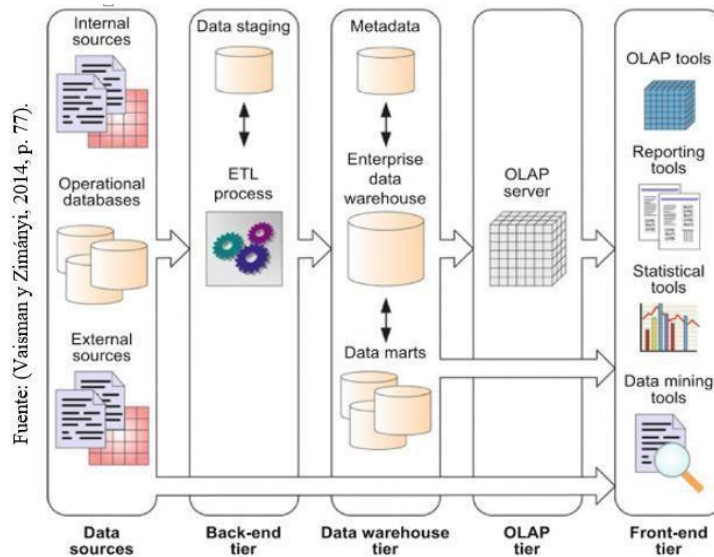 Fuente: (Vaisman y Zimányi, 2014, p. 77).
Internal
sources
Operational
databases
External
sources
Data
sources
Data staging
ETL
process
Back-end
tier
Metadata
Enterprise
data
warehouse
Data marts
Data warehouse
tier
OLAP
server
OLAP
tier
OLAP tools
Reporting
tools
Statistical
tools
Data mining
tools
Front-end
tier